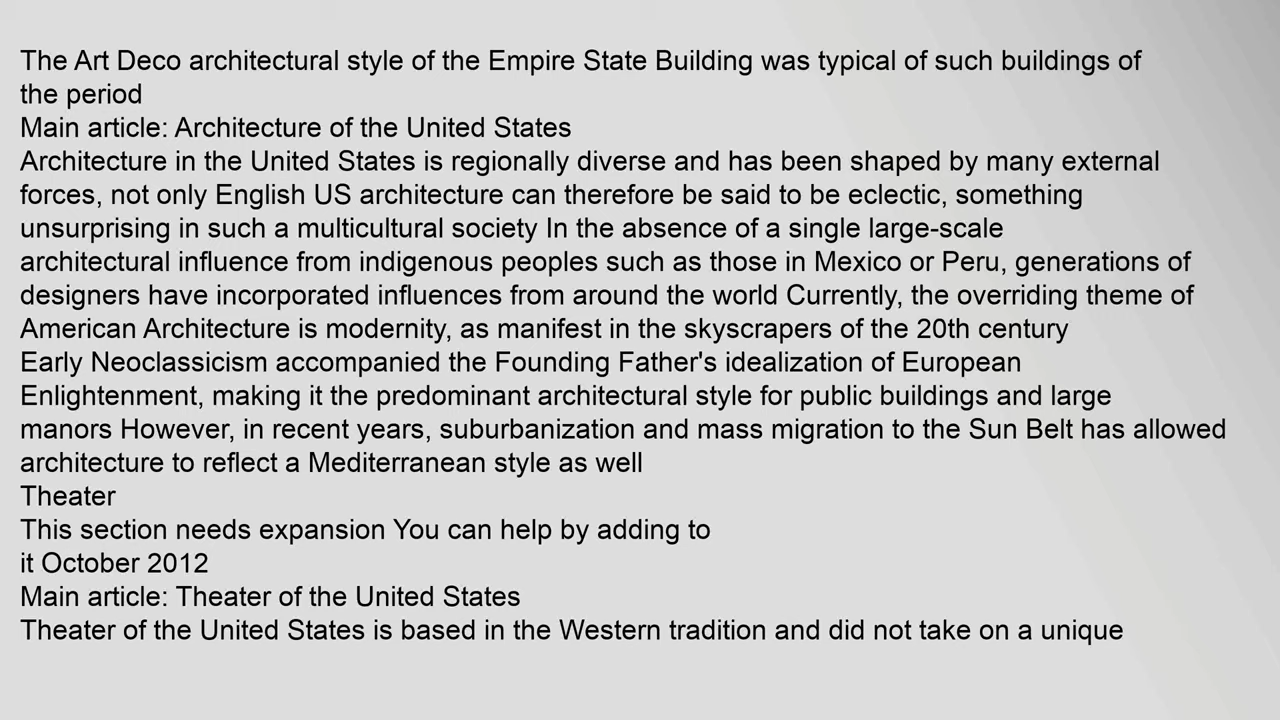 The Art Deco architectural style of the Empire State Building was typical of such buildings of
the period
Main article: Architecture of the United States
Architecture in the United States is regionally diverse and has been shaped by many external
forces, not only English US architecture can therefore be said to be eclectic, something
unsurprising in such a multicultural society In the absence of a single large-scale
architectural influence from indigenous peoples such as those in Mexico or Peru, generations of
designers have incorporated influences from around the world Currently, the overriding theme of
American Architecture is modernity, as manifest in the skyscrapers of the 20th century
Early Neoclassicism accompanied the Founding Father's idealization of European
Enlightenment, making it the predominant architectural style for public buildings and large
manors However, in recent years, suburbanization and mass migration to the Sun Belt has allowed
architecture to reflect a Mediterranean style as well
Theater
This section needs expansion You can help by adding to
it October 2012
Main article: Theater of the United States
Theater of the United States is based in the Western tradition and did not take on a unique